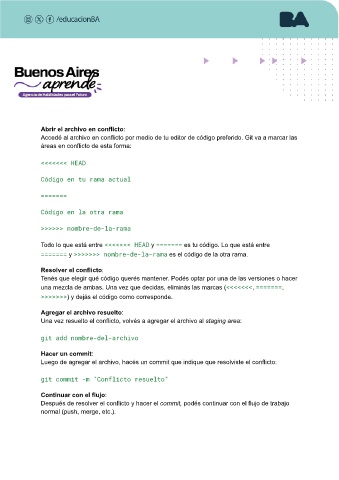 /educacionBA
BA
Buenos Aires
aprende
Agencia de Habilidades para el Futuro
Abrir el archivo en conflicto:
Accedé al archivo en conflicto por medio de tu editor de código preferido. Git va a marcar las
áreas en conflicto de esta forma:
<<<<<<< HEAD
Código en tu rama actual
=======
Código en la otra rama
>>>>>> nombre-de-la-rama
Todo lo que está entre <<<<<<< HEAD y ======= es tu código. Lo que está entre
======= y >>>>>>> nombre-de-la-rama es el código de la otra rama.
Resolver el conflicto:
Tenés que elegir qué código querés mantener. Podés optar por una de las versiones o hacer
una mezcla de ambas. Una vez que decidas, eliminás las marcas (<<<<<<<, =======,
>>>>>>>) y dejás el código como corresponde.
Agregar el archivo resuelto:
Una vez resuelto el conflicto, volvés a agregar el archivo al staging area:
git add nombre-del-archivo
Hacer un commit:
Luego de agregar el archivo, hacés un commit que indique que resolviste el conflicto:
git commit -m "Conflicto resuelto"
Continuar con el flujo:
Después de resolver el conflicto y hacer el commit, podés continuar con el flujo de trabajo
normal (push, merge, etc.).